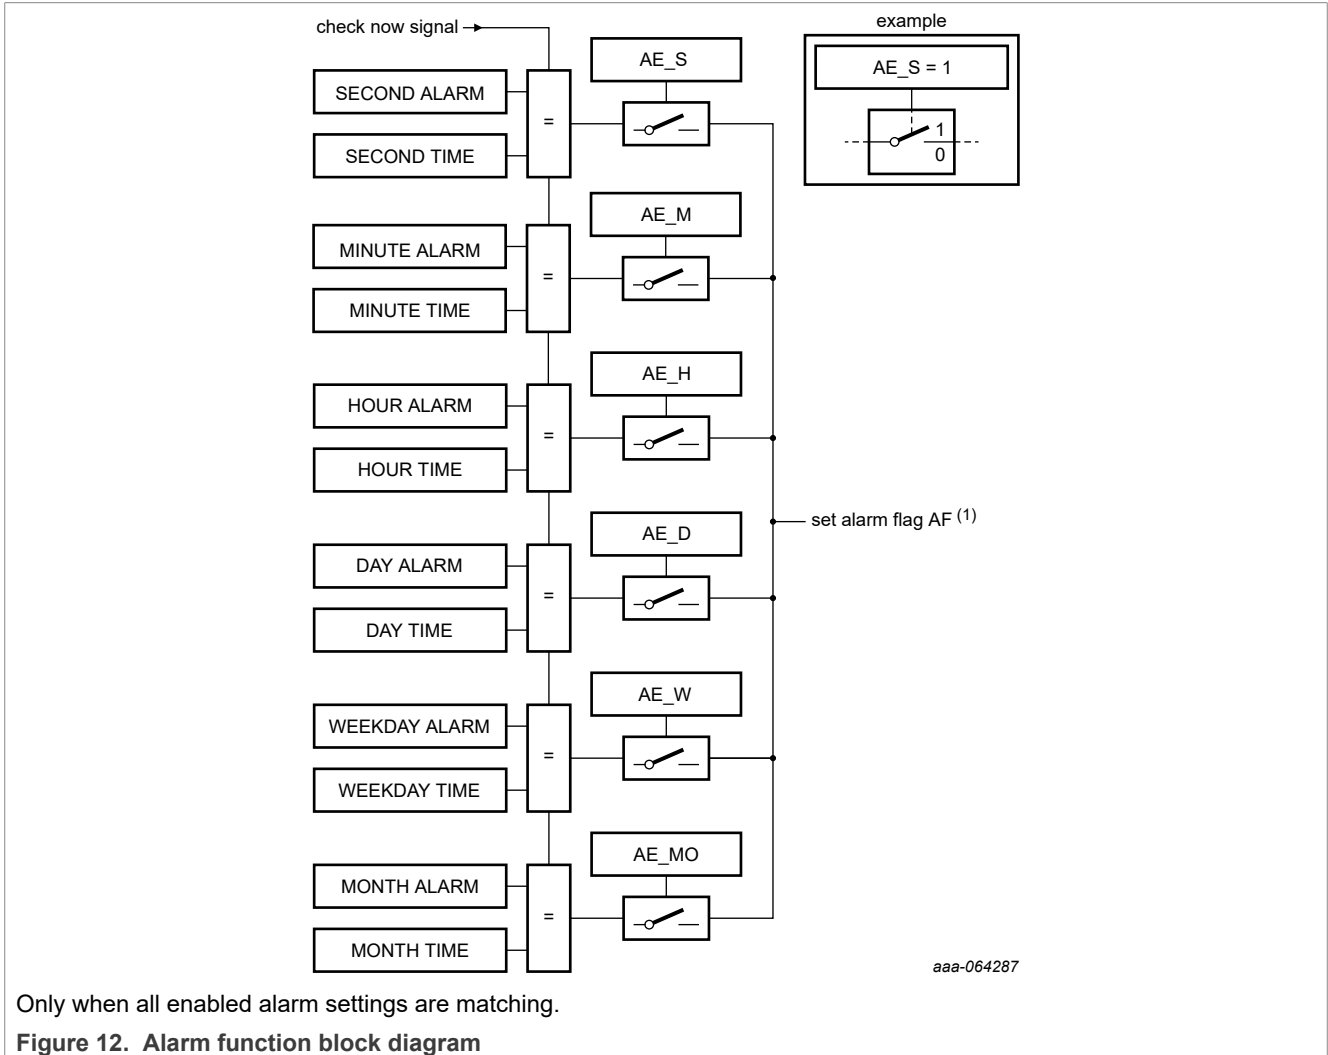 check now signal
example
AE_S
AE_S = 1
SECOND ALARM
=
1
0
SECOND TIME
AE_M
MINUTE ALARM
=
MINUTE TIME
AE_H
HOUR ALARM
=
HOUR TIME
AE_D
set alarm flag AF (1)
DAY ALARM
=
DAY TIME
AE_W
WEEKDAY ALARM
=
WEEKDAY TIME
AE_MO
MONTH ALARM
=
MONTH TIME
aaa-064287
Only when all enabled alarm settings are matching.
Figure 12. Alarm function block diagram